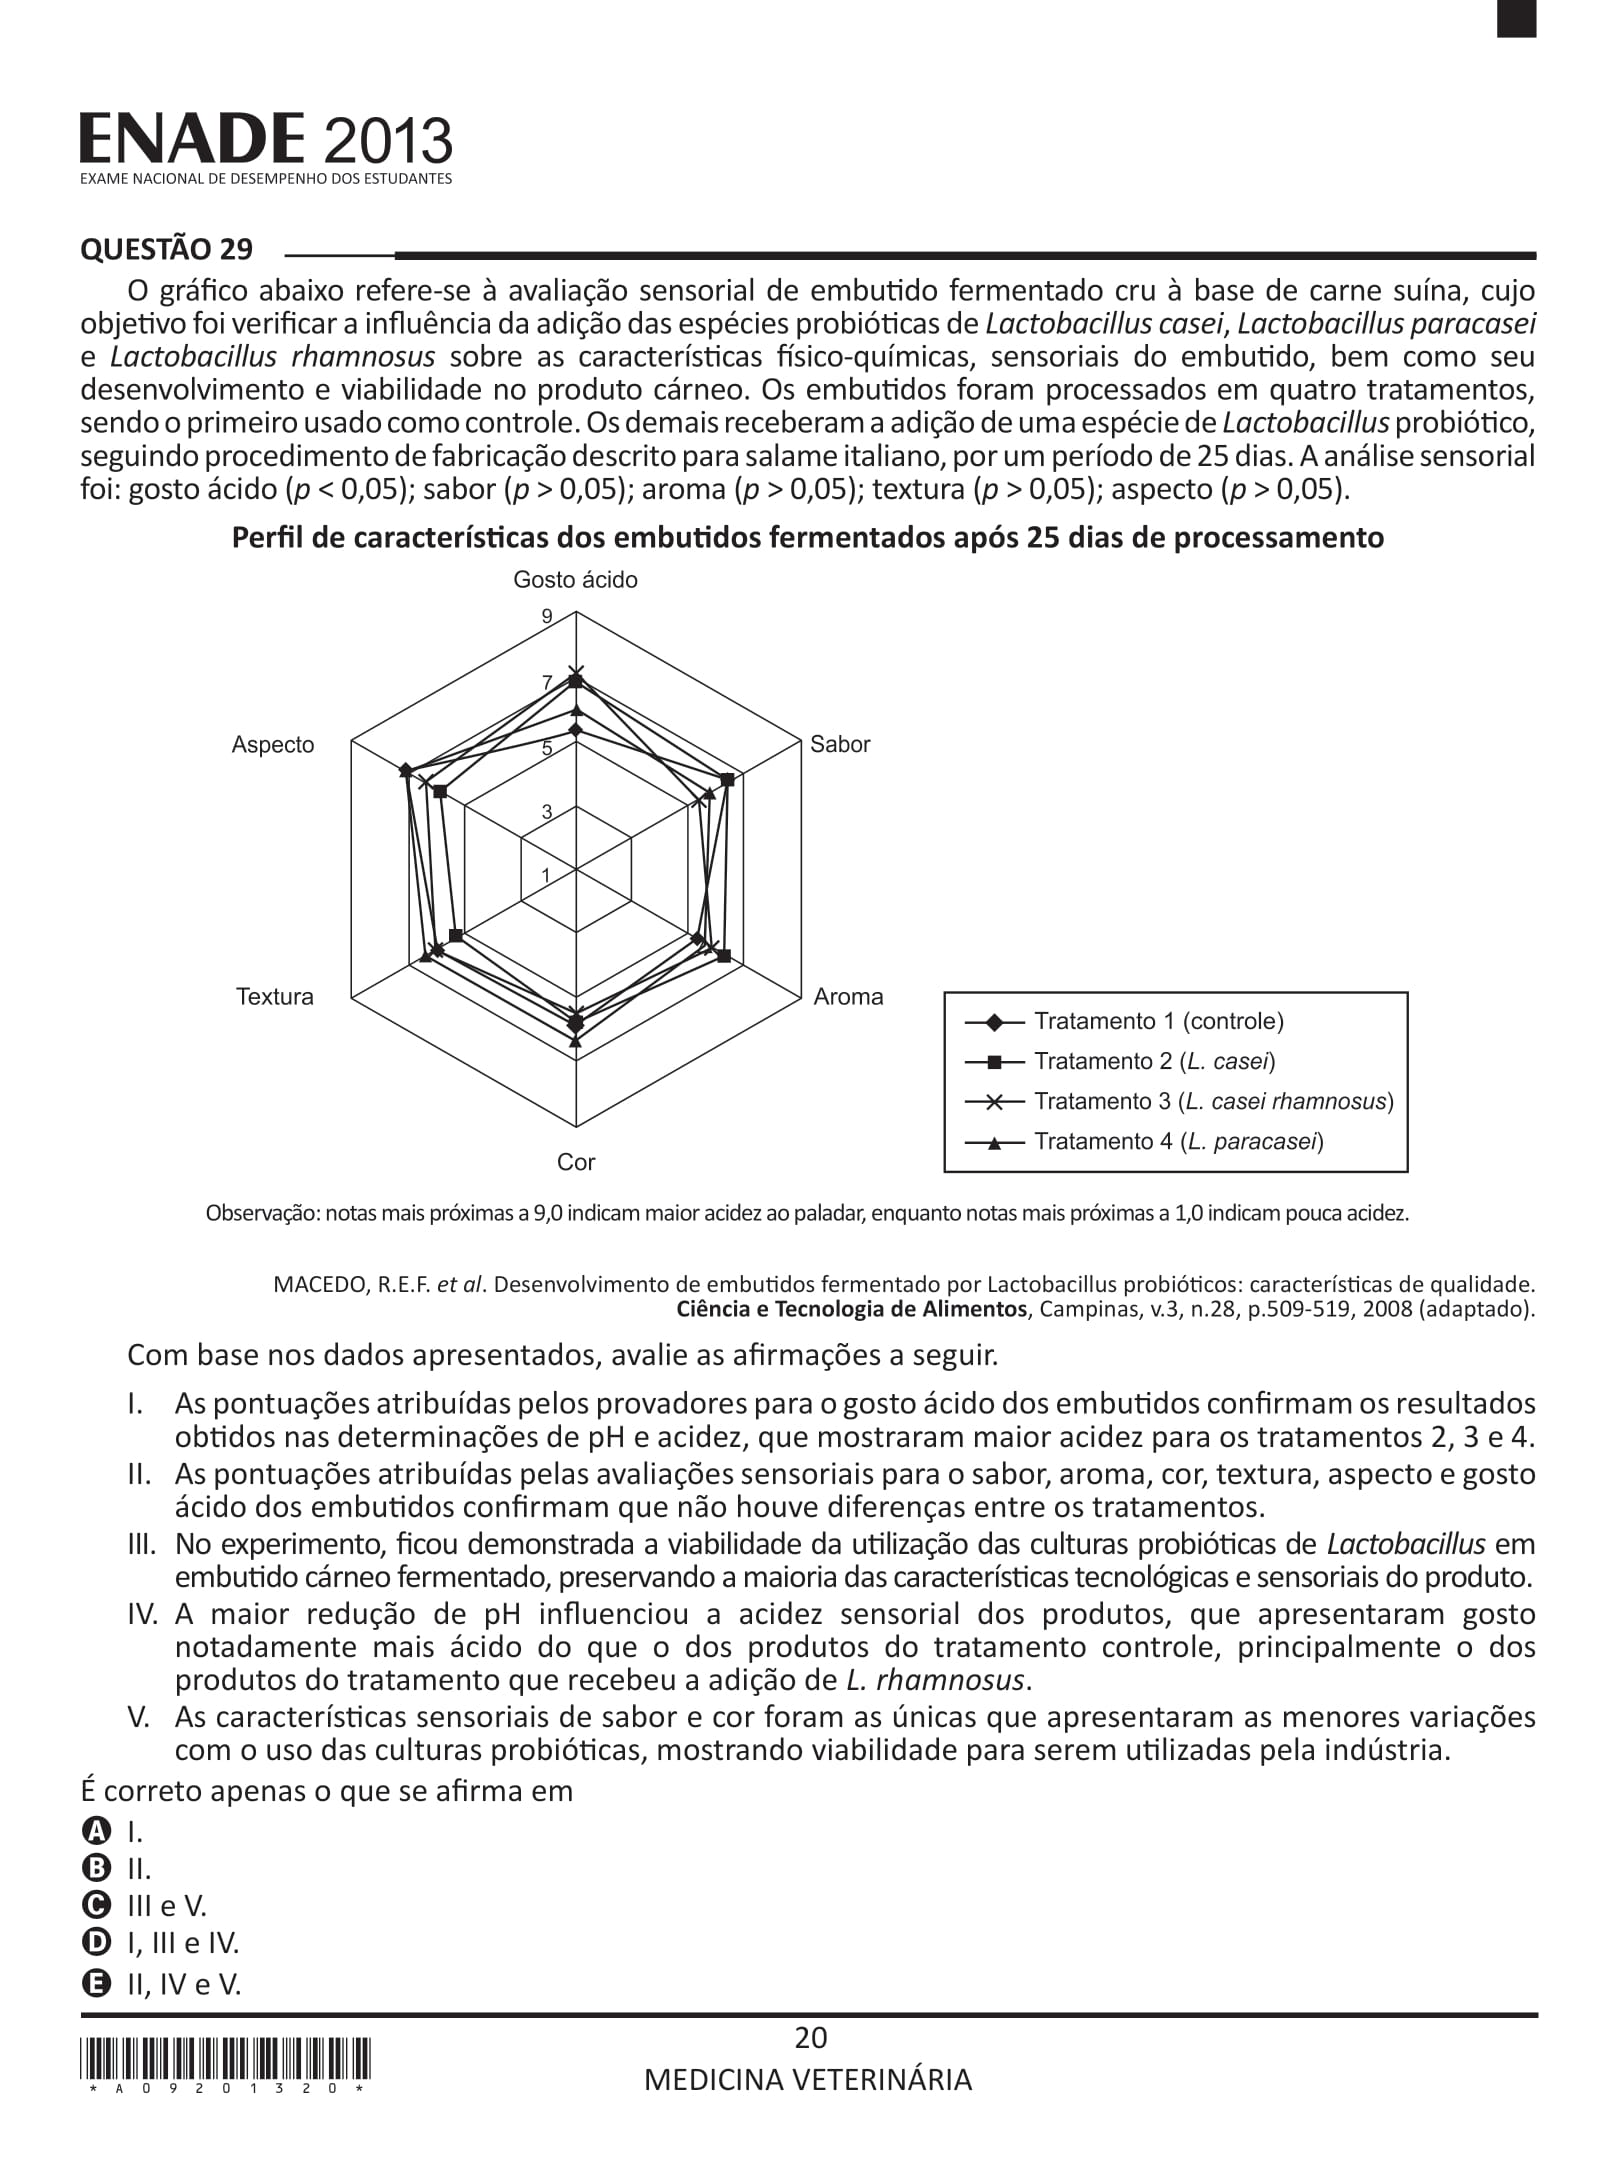 ENADE 2013
EXAME NACIONAL DE DESEMPENHO DOS ESTUDANTES
QUESTÃO 29
O gráfico abaixo refere-se à avaliação sensorial de embutido fermentado cru à base de carne suína, cujo
objetivo foi verificar a influência da adição das espécies probióticas de Lactobacillus casei, Lactobacillus paracasei
e Lactobacillus rhamnosus sobre as características físico-químicas, sensoriais do embutido, bem como seu
desenvolvimento e viabilidade no produto cárneo. Os embutidos foram processados em quatro tratamentos,
sendo o primeiro usado como controle. Os demais receberam a adição de uma espécie de Lactobacillus probiótico,
seguindo procedimento de fabricação descrito para salame italiano, por um período de 25 dias. A análise sensorial
foi: gosto ácido (p < 0,05); sabor (p > 0,05); aroma (p > 0,05); textura (p > 0,05); aspecto (p > 0,05).
Perfil de características dos embutidos fermentados após 25 dias de processamento
Gosto ácido
9
7
Aspecto
Sabor
5
3
1
Textura
Aroma
Tratamento 1 (controle)
Tratamento 2 (L. casei)
Tratamento 3 (L. casei rhamnosus)
Tratamento 4 (L. paracasei)
Cor
Observação: notas mais próximas a 9,0 indicam maior acidez ao paladar, enquanto notas mais próximas a 1,0 indicam pouca acidez.
MACEDO, R.E.F. et al. Desenvolvimento de embutidos fermentado por Lactobacillus probióticos: características de qualidade.
Ciência e Tecnologia de Alimentos, Campinas, v.3, n.28, p.509-519, 2008 (adaptado).
Com base nos dados apresentados, avalie as afirmações a seguir.
I. As pontuações atribuídas pelos provadores para o gosto ácido dos embutidos confirmam os resultados
obtidos nas determinações de pH e acidez, que mostraram maior acidez para os tratamentos 2, 3 e 4.
II. As pontuações atribuídas pelas avaliações sensoriais para o sabor, aroma, cor, textura, aspecto e gosto
ácido dos embutidos confirmam que não houve diferenças entre os tratamentos.
III. No experimento, ficou demonstrada a viabilidade da utilização das culturas probióticas de Lactobacillus em
embutido cárneo fermentado, preservando a maioria das características tecnológicas e sensoriais do produto.
IV. A maior redução de pH influenciou a acidez sensorial dos produtos, que apresentaram gosto
notadamente mais ácido do que o dos produtos do tratamento controle, principalmente o dos
produtos do tratamento que recebeu a adição de L. rhamnosus.
V. As características sensoriais de sabor e cor foram as únicas que apresentaram as menores variações
com o uso das culturas probióticas, mostrando viabilidade para serem utilizadas pela indústria.
É correto apenas o que se afirma em
A I.
B II.
C III e V.
D I, III e IV.
E II, IV e V.
20
MEDICINA VETERINÁRIA
* A 0 9 2 0 1 3 2 0 *